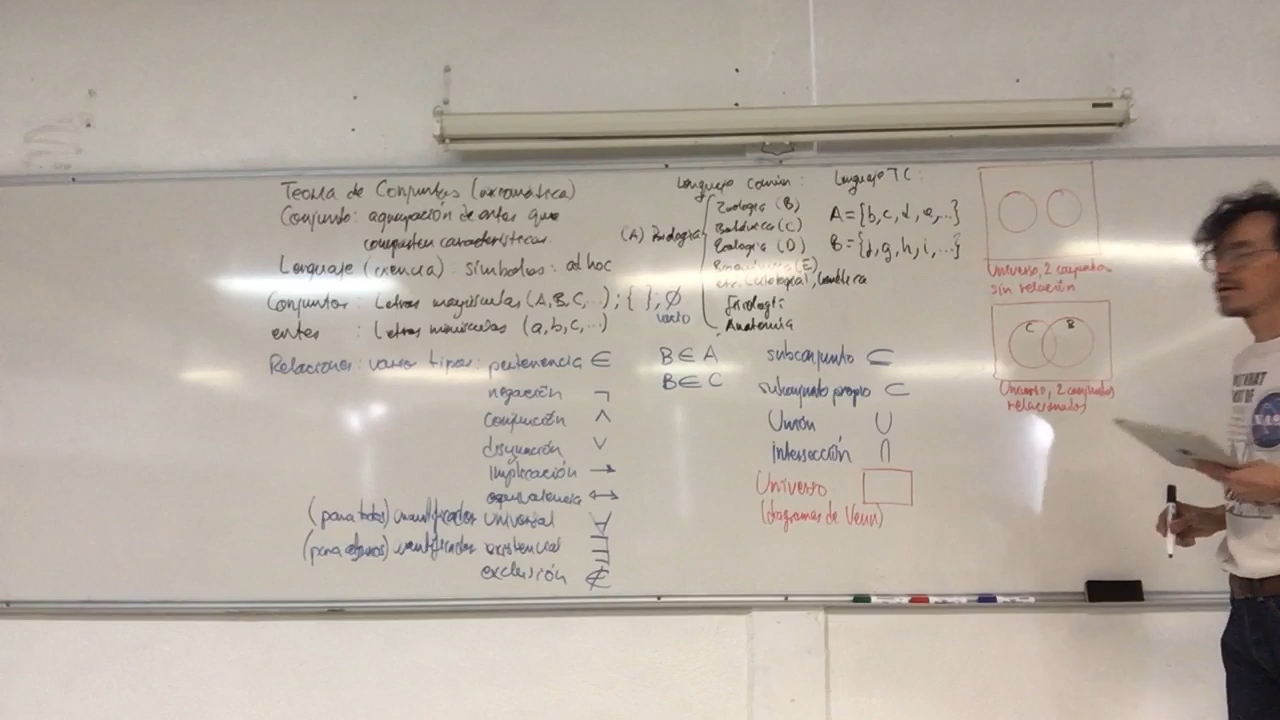 Teoría de Conjuntos (axiomática)
Conjunto: agrupación de entes que
comparten características.
Lenguaje (ciencia) símbolos: ad hoc
Conjuntos: Letras mayúsculas (A, B, C, ...) ; { }, ∅
vacío
entes : Letras minúsculas (a, b, c, ...)
Relaciones: varios tipos: pertenencia ∈
negación ¬
conjunción ∧
disyunción ∨
implicación →
equivalencia ↔
(para todos) cuantificador universal ∀
(para algunos) cuantificador existencial ∃
exclusión ∉
B ∈ A
B ∈ C
Lenguaje Común:
(A) Biología
Zoología (B)
Botánica (C)
Ecología (D)
(E)
etc. Genética
Fisiología
Anatomía
Lenguaje TC:
A = {b, c, d, e, ...}
B = {f, g, h, i, ...}
subconjunto ⊆
subconjunto propio ⊂
Unión ∪
intersección ∩
Universo
(diagramas de Venn)
Universo, 2 conjuntos
sin relación
C B
Universo, 2 conjuntos
relacionados